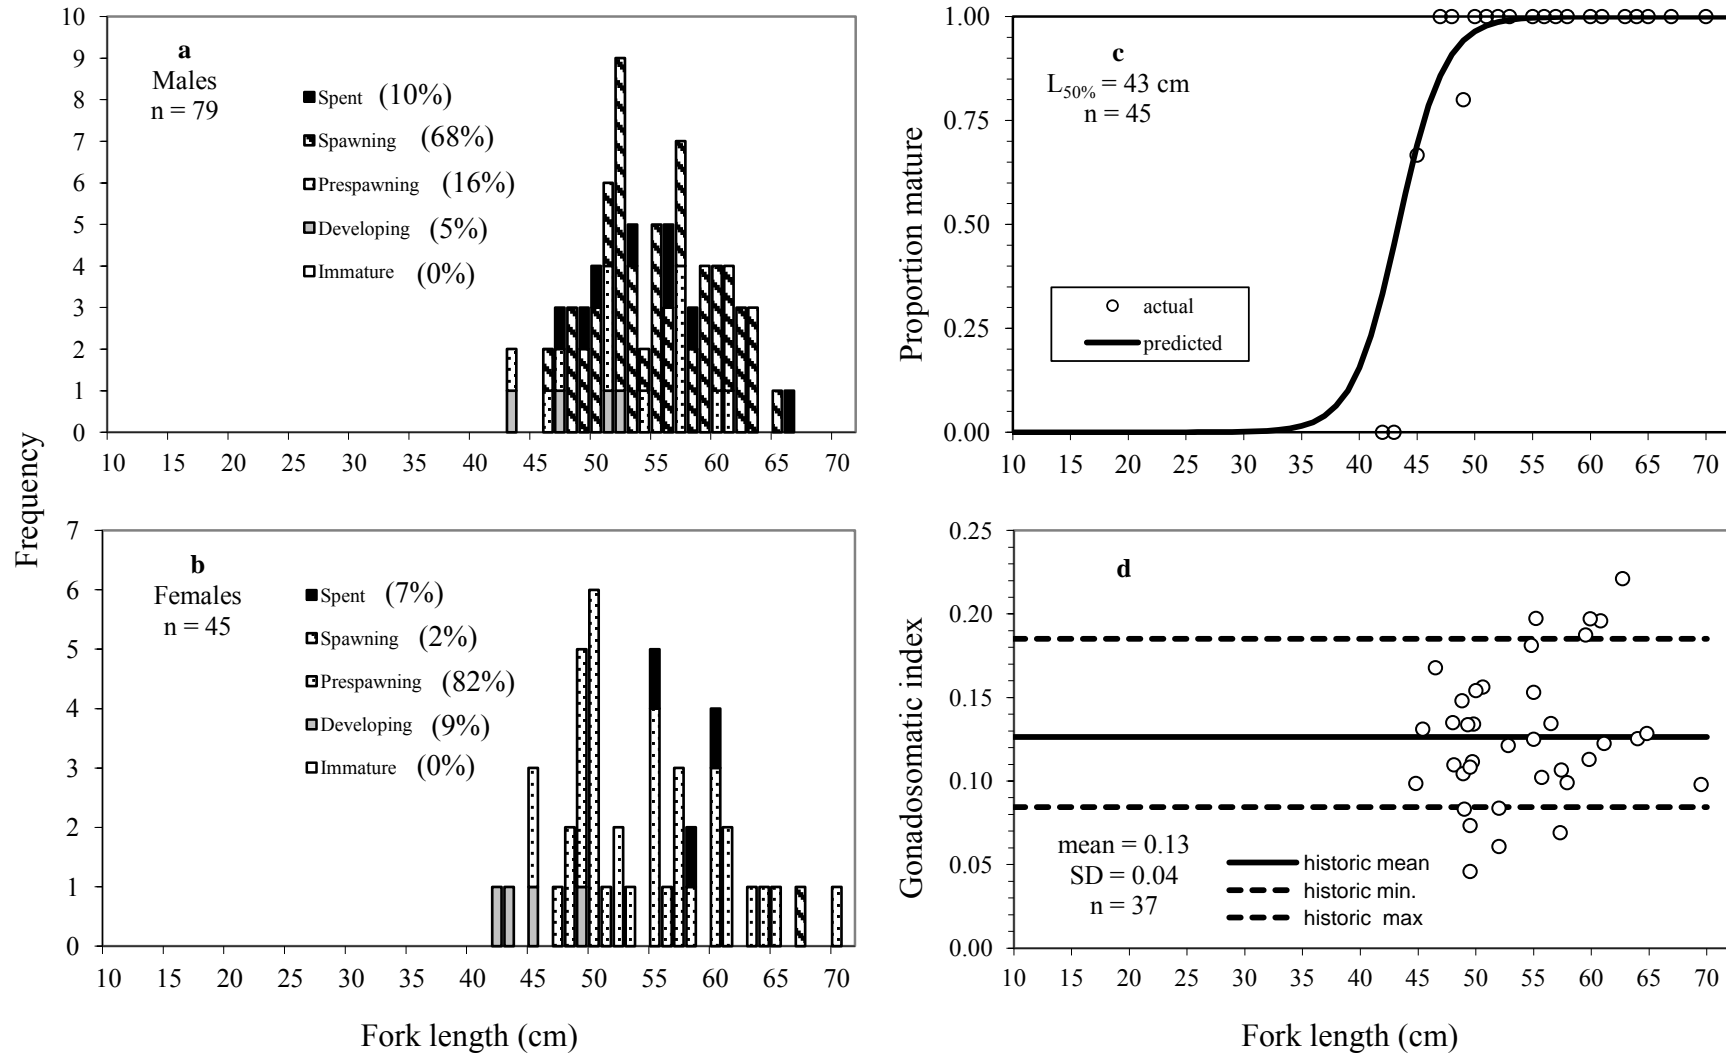 Frequency
10
9
8
7
6
5
4
3
2
1
0
a
Males
n = 79
Spent (10%)
Spawning (68%)
Prespawning (16%)
Developing (5%)
Immature (0%)
10 15 20 25 30 35 40 45 50 55 60 65 70
7
6
5
4
3
2
1
0
b
Females
n = 45
Spent (7%)
Spawning (2%)
Prespawning (82%)
Developing (9%)
Immature (0%)
10 15 20 25 30 35 40 45 50 55 60 65 70
Fork length (cm)
Proportion mature
1.00
0.75
0.50
0.25
0.00
c
L50% = 43 cm
n = 45
actual
predicted
10 15 20 25 30 35 40 45 50 55 60 65 70
Gonadosomatic index
0.25
0.20
0.15
0.10
0.05
0.00
d
mean = 0.13
SD = 0.04
n = 37
historic mean
historic min.
historic max
10 15 20 25 30 35 40 45 50 55 60 65 70
Fork length (cm)